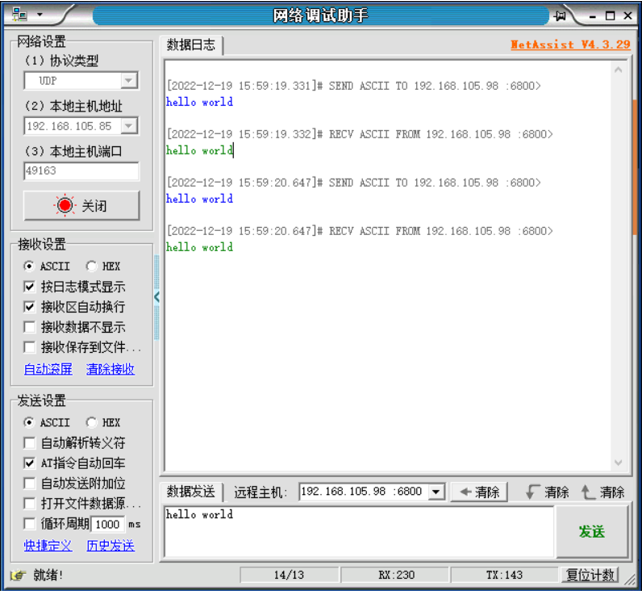 网络调试助手
网络设置
(1) 协议类型
UDP
(2) 本地主机地址
192.168.105.85
(3) 本地主机端口
49163
关闭
接收设置
ASCII HEX
按日志模式显示
接收区自动换行
接收数据不显示
接收保存到文件...
自动滚屏 清除接收
发送设置
ASCII HEX
自动解析转义符
AT指令自动回车
自动发送附加位
打开文件数据源...
循环周期 1000 ms
快捷定义 历史发送
数据日志 NetAssist V4.3.29
[2022-12-19 15:59:19.331]# SEND ASCII TO 192.168.105.98 :6800>
hello world
[2022-12-19 15:59:19.332]# RECV ASCII FROM 192.168.105.98 :6800>
hello world
[2022-12-19 15:59:20.647]# SEND ASCII TO 192.168.105.98 :6800>
hello world
[2022-12-19 15:59:20.647]# RECV ASCII FROM 192.168.105.98 :6800>
hello world
数据发送 远程主机: 192.168.105.98 :6800 清除 清除 清除
hello world
发送
就绪! 14/13 RX:230 TX:143 复位计数